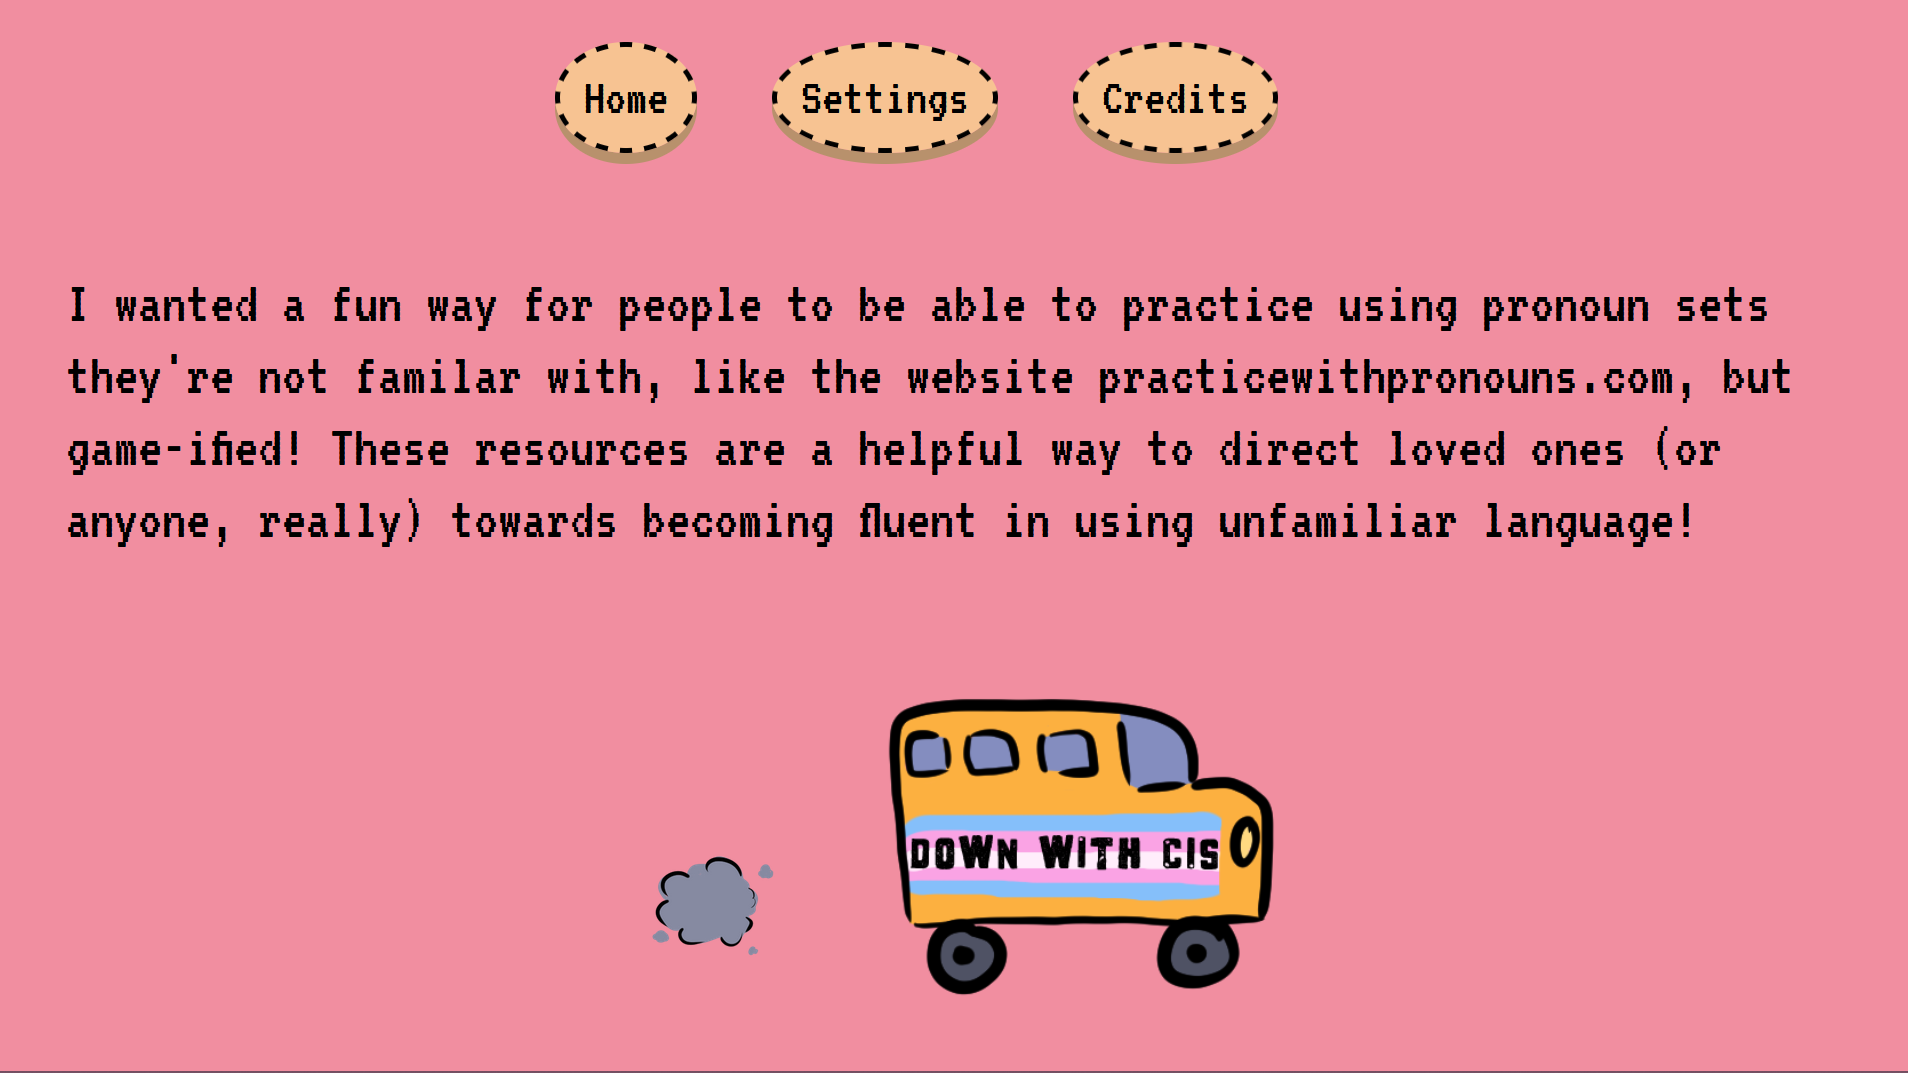 Home
Settings
Credits
I wanted a fun way for people to be able to practice using pronoun sets
they're not familar with, like the website practicewithpronouns.com, but
game-ified! These resources are a helpful way to direct loved ones (or
anyone, really) towards becoming fluent in using unfamiliar language!
DOWN WITH CIS